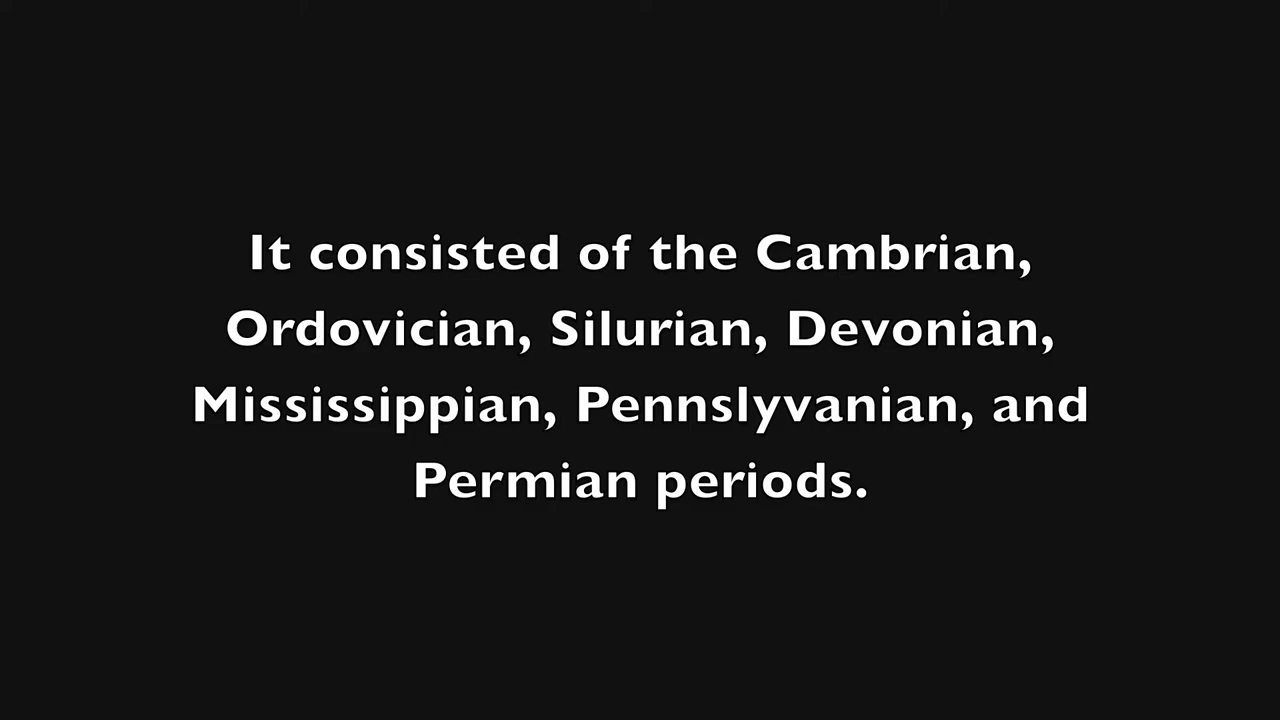 It consisted of the Cambrian,
Ordovician, Silurian, Devonian,
Mississippian, Pennslyvanian, and
Permian periods.